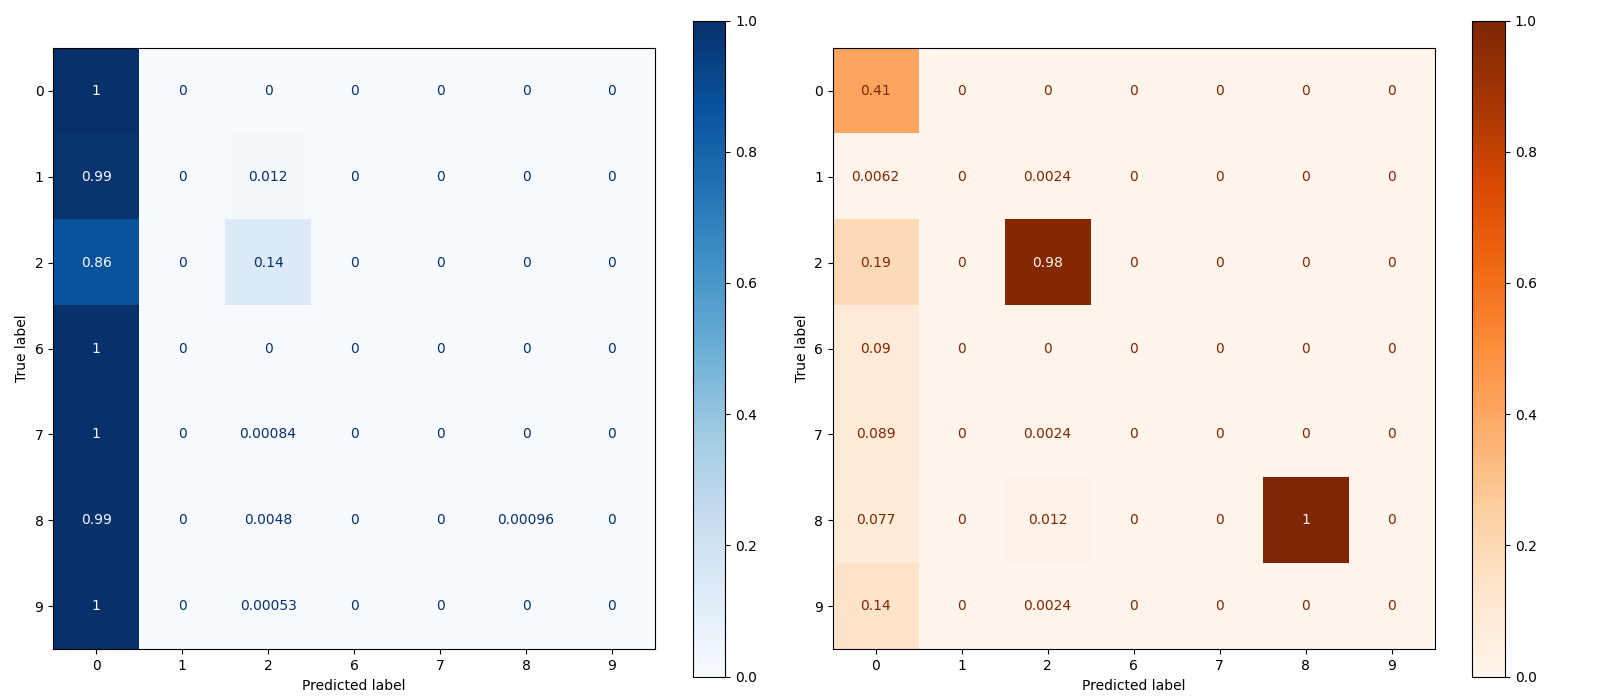 0 1 0 0 0 0 0 0
1 0.99 0 0.012 0 0 0 0
2 0.86 0 0.14 0 0 0 0
6 1 0 0 0 0 0 0
7 1 0 0.00084 0 0 0 0
8 0.99 0 0.0048 0 0 0.00096 0
9 1 0 0.00053 0 0 0 0
0 1 2 6 7 8 9
True label
Predicted label
1.0
0.8
0.6
0.4
0.2
0.0
0 0.41 0 0 0 0 0 0
1 0.0062 0 0.0024 0 0 0 0
2 0.19 0 0.98 0 0 0 0
6 0.09 0 0 0 0 0 0
7 0.089 0 0.0024 0 0 0 0
8 0.077 0 0.012 0 0 1 0
9 0.14 0 0.0024 0 0 0 0
0 1 2 6 7 8 9
True label
Predicted label
1.0
0.8
0.6
0.4
0.2
0.0